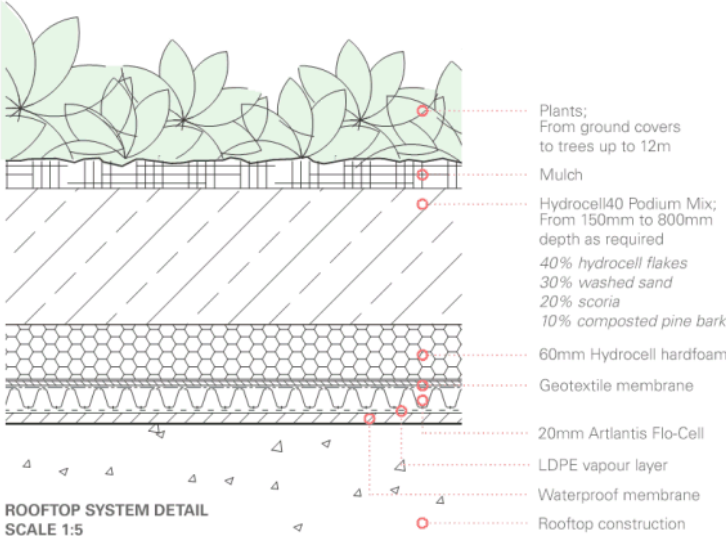 Plants;
From ground covers
to trees up to 12m
Mulch
Hydrocell40 Podium Mix;
From 150mm to 800mm
depth as required
40% hydrocell flakes
30% washed sand
20% scoria
10% composted pine bark
60mm Hydrocell hardfoam
Geotextile membrane
20mm Artlantis Flo-Cell
LDPE vapour layer
Waterproof membrane
Rooftop construction
ROOFTOP SYSTEM DETAIL
SCALE 1:5